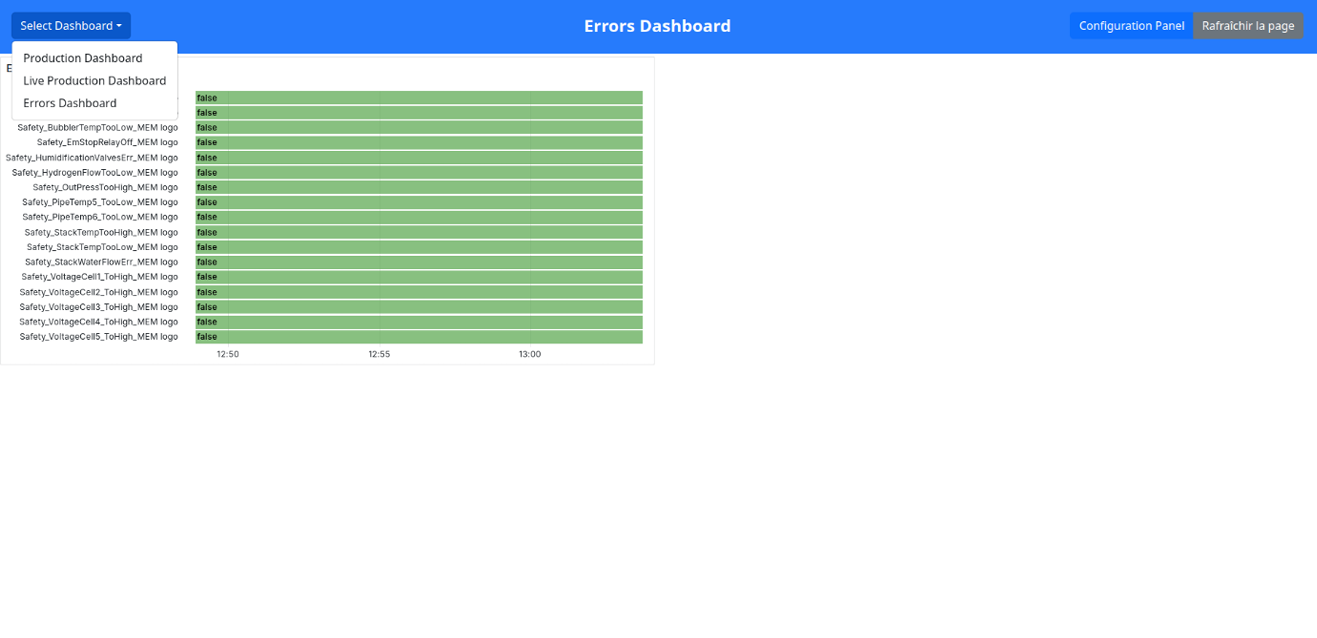 Select Dashboard
Errors Dashboard
Configuration Panel
Rafraîchir la page
Production Dashboard
Live Production Dashboard
Errors Dashboard
false
false
Safety_BubblerTempTooLow_MEM logo false
Safety_EmStopRelayOff_MEM logo false
Safety_HumidificationValvesErr_MEM logo false
Safety_HydrogenFlowTooLow_MEM logo false
Safety_OutPressTooHigh_MEM logo false
Safety_PipeTemp5_TooLow_MEM logo false
Safety_PipeTemp6_TooLow_MEM logo false
Safety_StackTempTooHigh_MEM logo false
Safety_StackTempTooLow_MEM logo false
Safety_StackWaterFlowErr_MEM logo false
Safety_VoltageCell1_ToHigh_MEM logo false
Safety_VoltageCell2_ToHigh_MEM logo false
Safety_VoltageCell3_ToHigh_MEM logo false
Safety_VoltageCell4_ToHigh_MEM logo false
Safety_VoltageCell5_ToHigh_MEM logo false
12:50 12:55 13:00